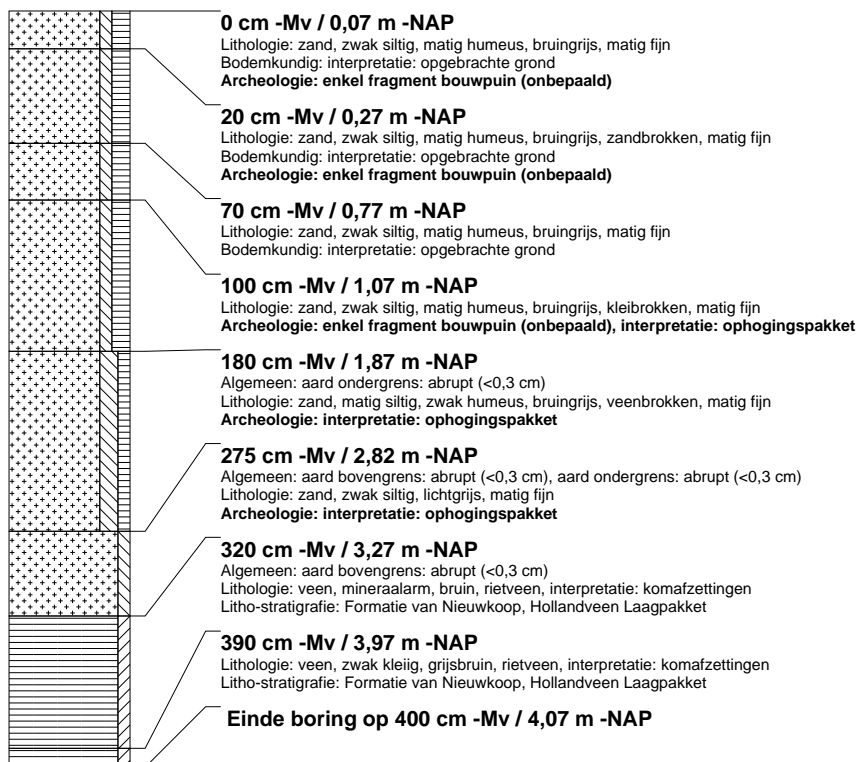 0 cm -Mv / 0,07 m -NAP
Lithologie: zand, zwak siltig, matig humeus, bruingrijs, matig fijn
Bodemkundig: interpretatie: opgebrachte grond
Archeologie: enkel fragment bouwpuin (onbepaald)
20 cm -Mv / 0,27 m -NAP
Lithologie: zand, zwak siltig, matig humeus, bruingrijs, zandbrokken, matig fijn
Bodemkundig: interpretatie: opgebrachte grond
Archeologie: enkel fragment bouwpuin (onbepaald)
70 cm -Mv / 0,77 m -NAP
Lithologie: zand, zwak siltig, matig humeus, bruingrijs, matig fijn
Bodemkundig: interpretatie: opgebrachte grond
100 cm -Mv / 1,07 m -NAP
Lithologie: zand, zwak siltig, matig humeus, bruingrijs, kleibrokken, matig fijn
Archeologie: enkel fragment bouwpuin (onbepaald), interpretatie: ophogingspakket
180 cm -Mv / 1,87 m -NAP
Algemeen: aard ondergrens: abrupt (<0,3 cm)
Lithologie: zand, matig siltig, zwak humeus, bruingrijs, veenbrokken, matig fijn
Archeologie: interpretatie: ophogingspakket
275 cm -Mv / 2,82 m -NAP
Algemeen: aard bovengrens: abrupt (<0,3 cm), aard ondergrens: abrupt (<0,3 cm)
Lithologie: zand, zwak siltig, lichtgrijs, matig fijn
Archeologie: interpretatie: ophogingspakket
320 cm -Mv / 3,27 m -NAP
Algemeen: aard bovengrens: abrupt (<0,3 cm)
Lithologie: veen, mineraalarm, bruin, rietveen, interpretatie: komafzettingen
Litho-stratigrafie: Formatie van Nieuwkoop, Hollandveen Laagpakket
390 cm -Mv / 3,97 m -NAP
Lithologie: veen, zwak kleiig, grijsbruin, rietveen, interpretatie: komafzettingen
Litho-stratigrafie: Formatie van Nieuwkoop, Hollandveen Laagpakket
Einde boring op 400 cm -Mv / 4,07 m -NAP